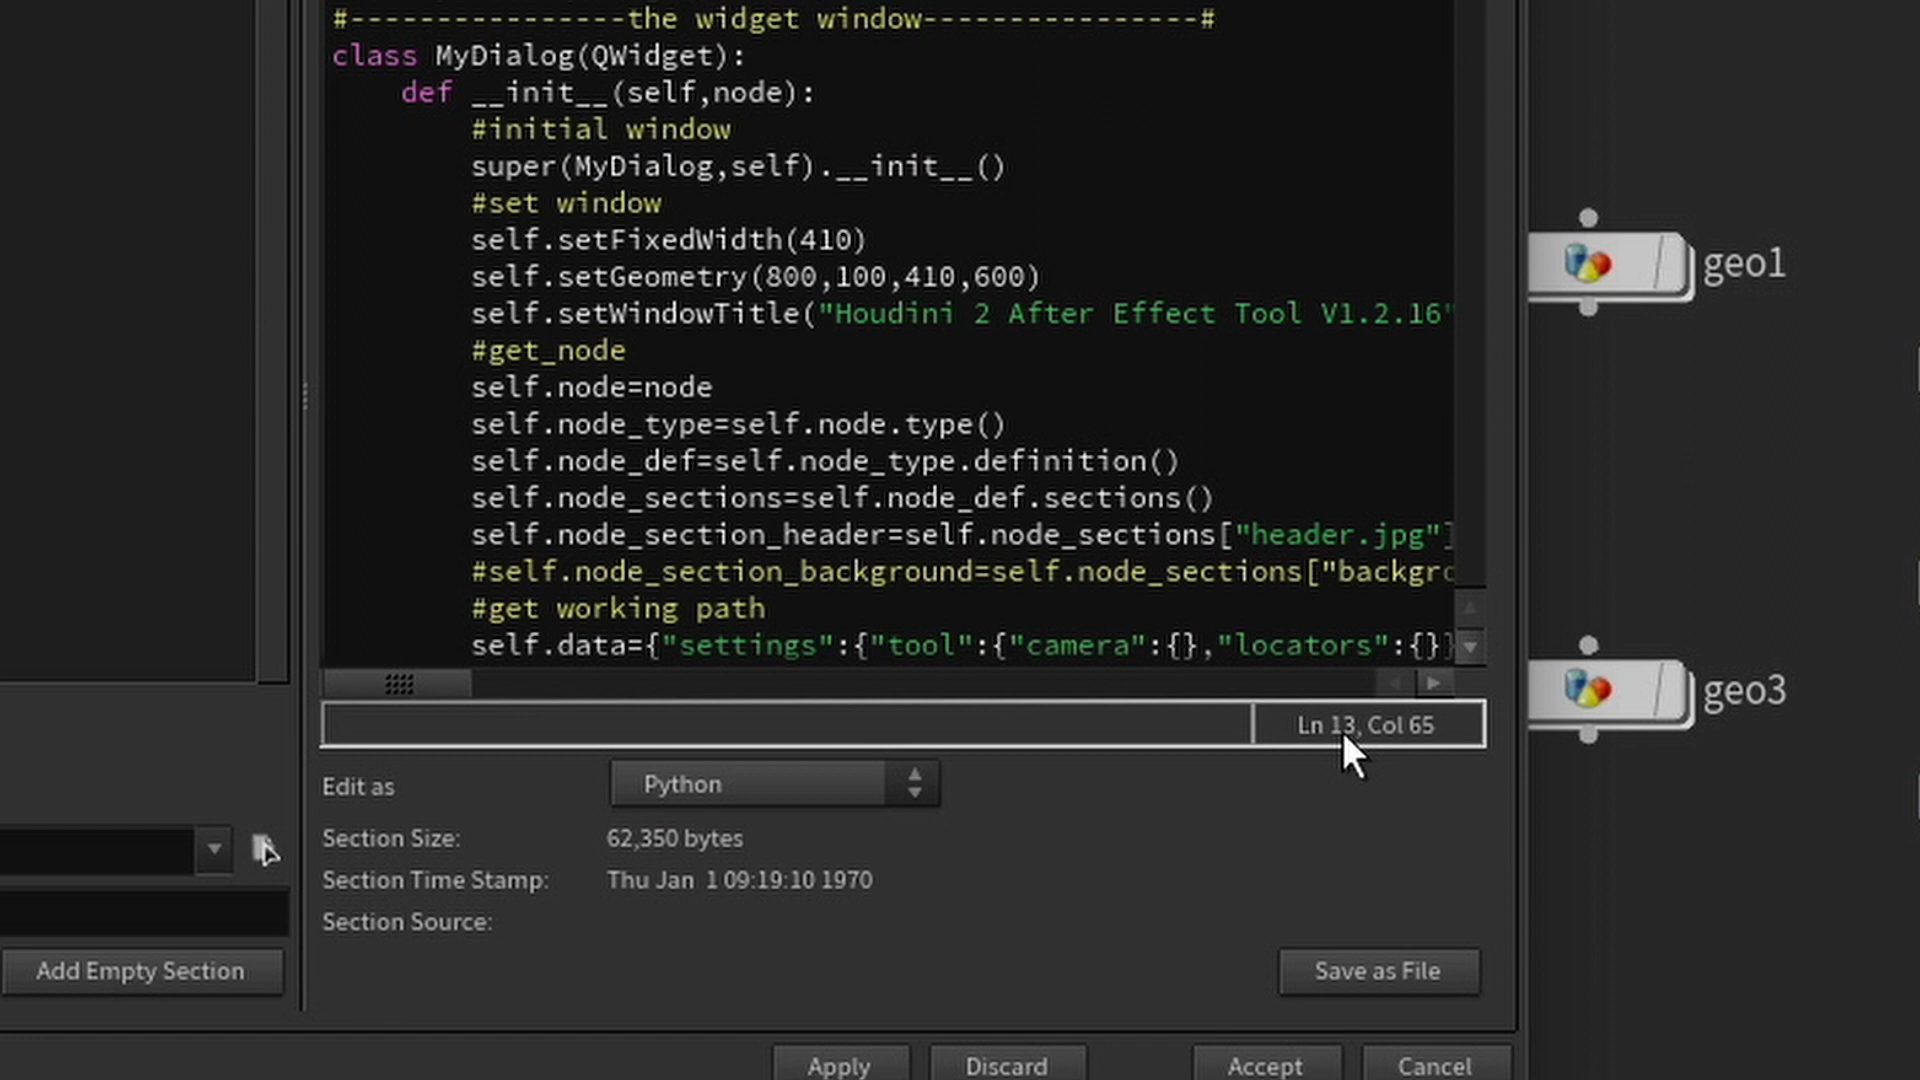 #----------------the widget window----------------#
class MyDialog(QWidget):
def __init__(self,node):
#initial window
super(MyDialog,self).__init__()
#set window
self.setFixedWidth(410)
self.setGeometry(800,100,410,600)
self.setWindowTitle("Houdini 2 After Effect Tool V1.2.16"
#get_node
self.node=node
self.node_type=self.node.type()
self.node_def=self.node_type.definition()
self.node_sections=self.node_def.sections()
self.node_section_header=self.node_sections["header.jpg"]
#self.node_section_background=self.node_sections["backgro
#get working path
self.data={"settings":{"tool":{"camera":{},"locators":{}}
Ln 13, Col 65
Edit as Python
Section Size: 62,350 bytes
Section Time Stamp: Thu Jan 1 09:19:10 1970
Section Source:
Add Empty Section
Save as File
Apply Discard Accept Cancel
geo1
geo3